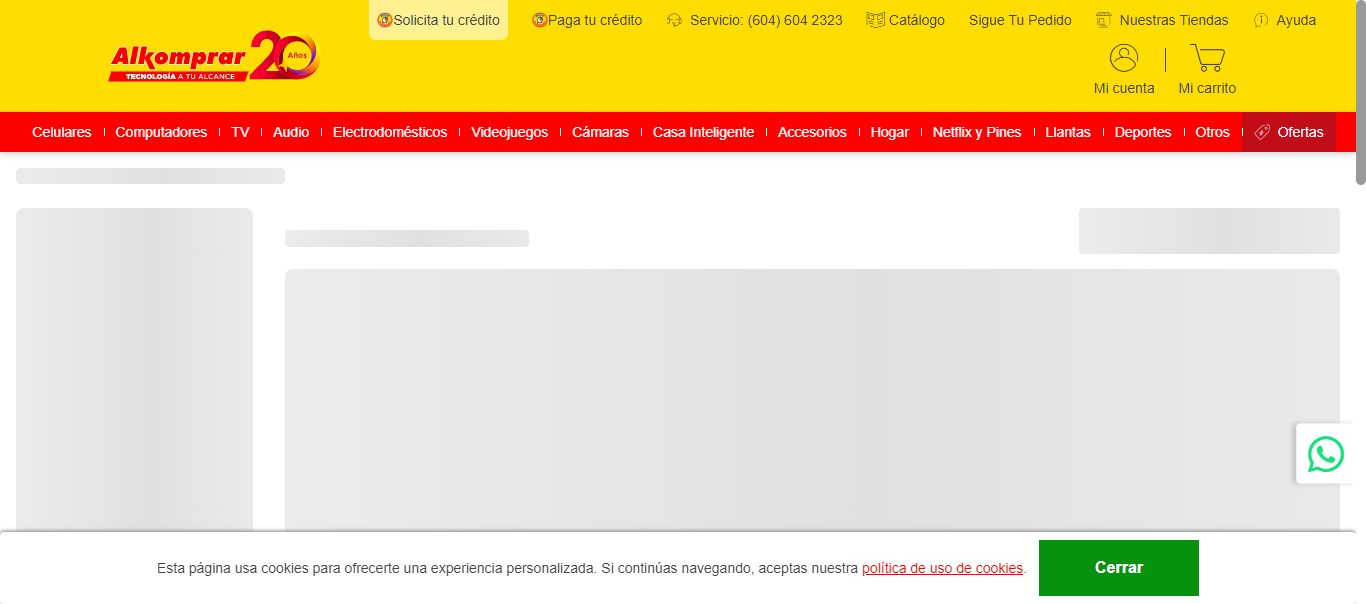 Solicita tu crédito
Paga tu crédito
Servicio: (604) 604 2323
Catálogo
Sigue Tu Pedido
Nuestras Tiendas
Ayuda
Alkomprar 20 Años
TECNOLOGÍA A TU ALCANCE
Mi cuenta
Mi carrito
Celulares
Computadores
TV
Audio
Electrodomésticos
Videojuegos
Cámaras
Casa Inteligente
Accesorios
Hogar
Netflix y Pines
Llantas
Deportes
Otros
Ofertas
Esta página usa cookies para ofrecerte una experiencia personalizada. Si continúas navegando, aceptas nuestra política de uso de cookies.
Cerrar